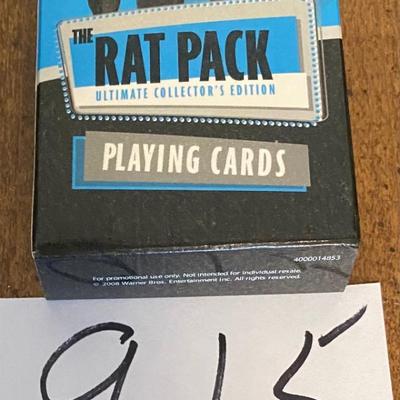 THE
RAT PACK
ULTIMATE COLLECTOR'S EDITION
PLAYING CARDS
4000014853
For promotional use only. Not intended for individual resale.
© 2008 Warner Bros. Entertainment Inc. All rights reserved.
915